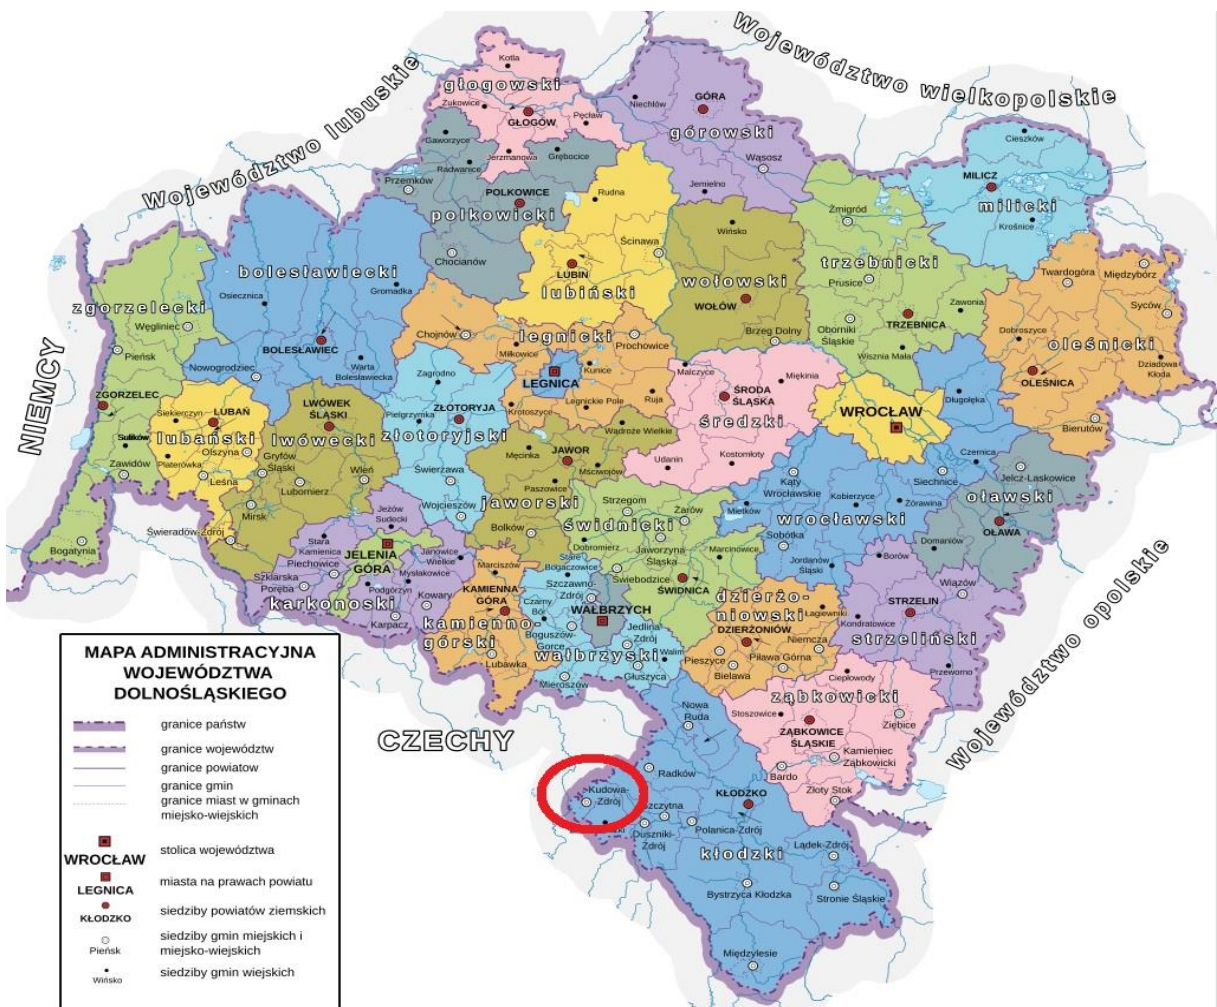 Województwo lubuskie
Województwo wielkopolskie
Województwo opolskie
NIEMCY
CZECHY
Kotla
głogowski
Żukowice
GŁOGÓW
Pęcław
Jerzmanowa
Niechlów
GÓRA
górowski
Wąsosz
Jemielno
Cieszków
MILICZ
milicki
Krośnice
Gaworzyce
Radwanice
Grębocice
Przemków
POLKOWICE
polkowicki
Chocianów
Rudna
Ścinawa
LUBIN
lubiński
Wińsko
wołowski
WOŁÓW
Brzeg Dolny
Żmigród
trzebnicki
Prusice
Zawonia
TRZEBNICA
Oborniki
Śląskie
Wisznia Mała
Twardogóra
Międzybórz
Syców
Dobroszyce
oleśnicki
OLEŚNICA
Dziadowa
Kłoda
Bierutów
bolesławiecki
Osiecznica
Gromadka
BOLESŁAWIEC
Warta
Bolesławiecka
Nowogrodziec
zgorzelecki
Węgliniec
Pieńsk
ZGORZELEC
Sulików
Zawidów
Bogatynia
Siekierczyn
LUBAŃ
lubański
Olszyna
Platerówka
Leśna
Świeradów-Zdrój
LWÓWEK
ŚLĄSKI
lwówecki
Gryfów
Śląski
Wleń
Lubomierz
Mirsk
Zagrodno
Pielgrzymka
ZŁOTORYJA
złotoryjski
Świerzawa
Wojcieszów
Chojnów
legnicki
Miłkowice
Prochowice
Kunice
LEGNICA
Legnickie Pole
Ruja
Krotoszyce
Wądroże Wielkie
Męcinka
JAWOR
Mściwojów
Paszowice
jaworski
Bolków
Malczyce
Miękinia
ŚRODA
ŚLĄSKA
średzki
Udanin
Kostomłoty
WROCŁAW
Długołęka
Czernica
Siechnice
Kąty
Wrocławskie
Kobierzyce
Żórawina
Mietków
wrocławski
Sobótka
Jordanów
Śląski
Jelcz-Laskowice
oławski
OŁAWA
Domaniów
Borów
Wiązów
STRZELIN
Kondratowice
strzeliński
Przeworno
Strzegom
Żarów
świdnicki
Dobromierz
Jaworzyna
Śląska
Marcinowice
Świebodzice
ŚWIDNICA
dzierżo-
niowski
Łagiewniki
DZIERŻONIÓW
Niemcza
Pieszyce
Piława Górna
Bielawa
Jeżów
Sudecki
Stara
Kamienica
JELENIA
GÓRA
Janowice
Wielkie
Piechowice
Mysłakowice
Szklarska
Poręba
Podgórzyn
Kowary
karkonoski
Karpacz
Marciszów
KAMIENNA
GÓRA
kamienno-
górski
Lubawka
Stare
Bogaczowice
Szczawno-
Zdrój
Czarny
Bór
WAŁBRZYCH
Boguszów-
Gorce
Jedlina-
Zdrój
Walim
wałbrzyski
Głuszyca
Mieroszów
Ciepłowody
ząbkowicki
Stoszowice
ZĄBKOWICE
ŚLĄSKIE
Ziębice
Kamieniec
Ząbkowicki
Bardo
Złoty Stok
Nowa
Ruda
Radków
Kudowa-
Zdrój
KŁODZKO
Polanica-Zdrój
Duszniki-
Zdrój
kłodzki
Lądek-Zdrój
Bystrzyca Kłodzka
Stronie Śląskie
Międzylesie
MAPA ADMINISTRACYJNA
WOJEWÓDZTWA
DOLNOŚLĄSKIEGO
granice państw
granice województw
granice powiatów
granice gmin
granice miast w gminach
miejsko-wiejskich
WROCŁAW stolica województwa
LEGNICA miasta na prawach powiatu
KŁODZKO siedziby powiatów ziemskich
Pieńsk siedziby gmin miejskich i
miejsko-wiejskich
Wińsko siedziby gmin wiejskich